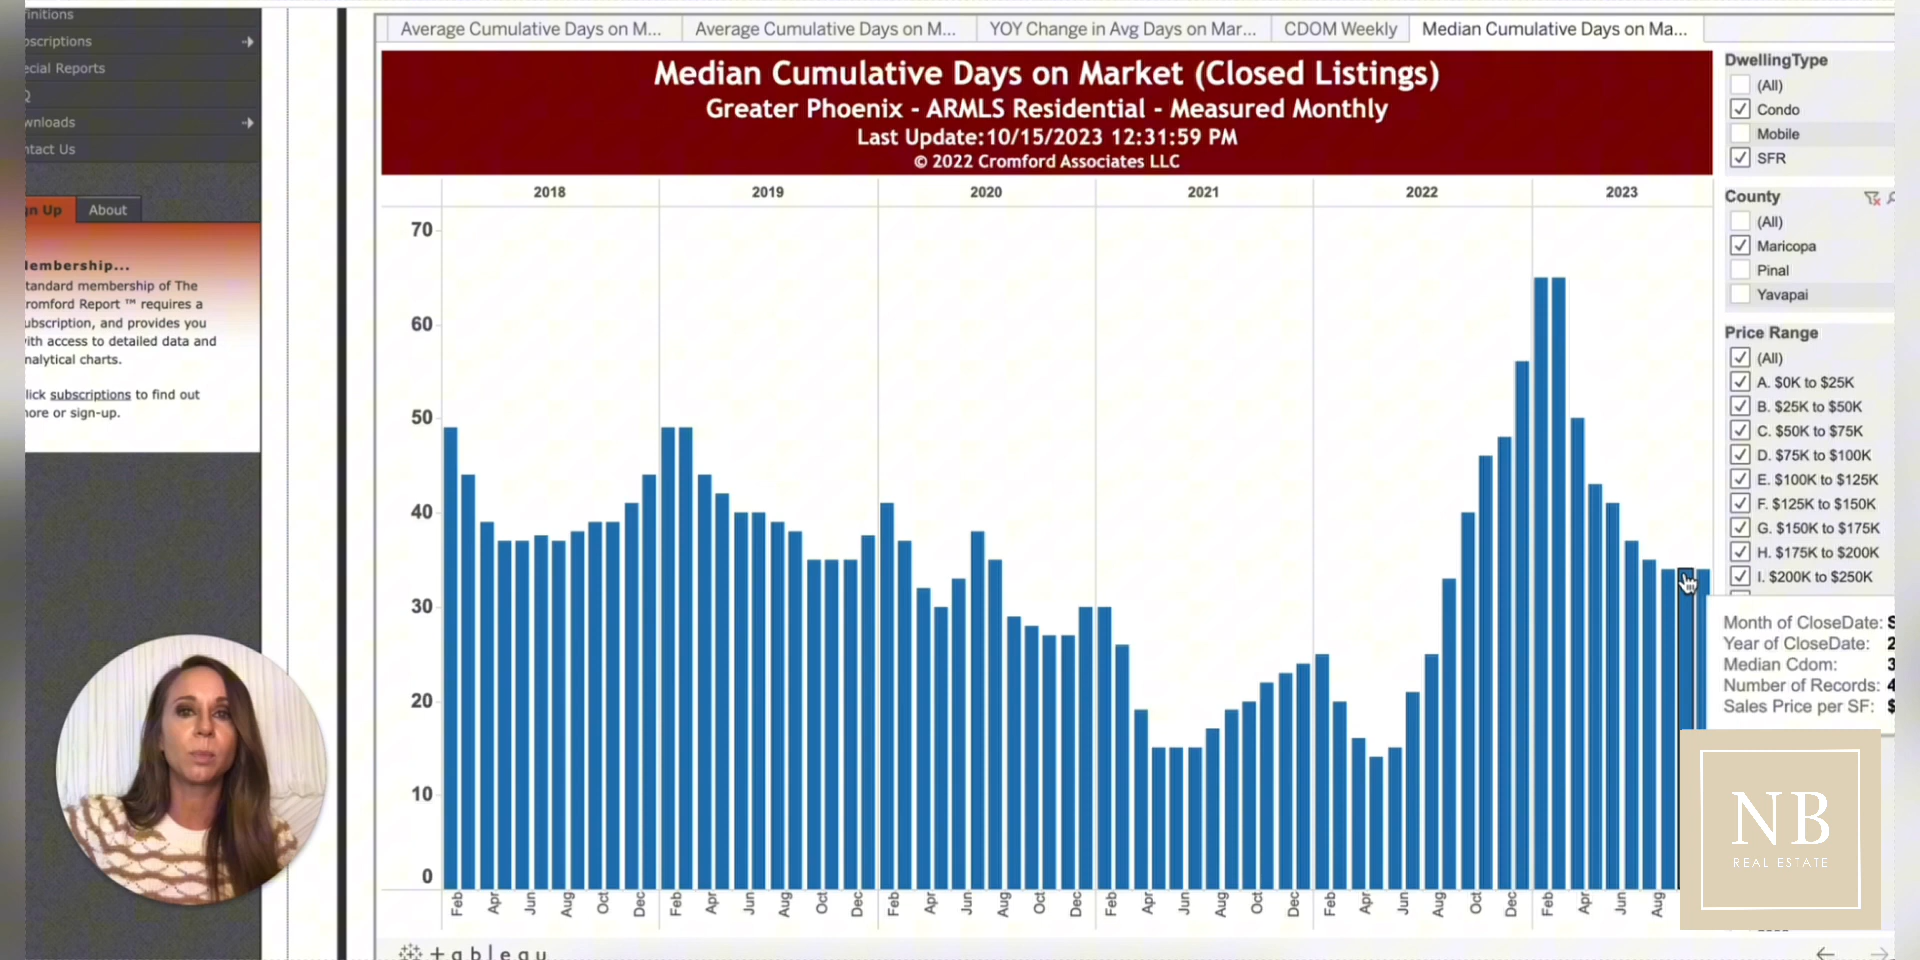 Average Cumulative Days on M... Average Cumulative Days on M... YOY Change in Avg Days on Mar... CDOM Weekly Median Cumulative Days on Ma...
Median Cumulative Days on Market (Closed Listings)
Greater Phoenix - ARMLS Residential - Measured Monthly
Last Update:10/15/2023 12:31:59 PM
© 2022 Cromford Associates LLC
2018 2019 2020 2021 2022 2023
70
60
50
40
30
20
10
0
Feb Apr Jun Aug Oct Dec Feb Apr Jun Aug Oct Dec Feb Apr Jun Aug Oct Dec Feb Apr Jun Aug Oct Dec Feb Apr Jun Aug Oct Dec Feb Apr Jun Aug
+ a b l e a u
DwellingType
(All)
Condo
Mobile
SFR
County
(All)
Maricopa
Pinal
Yavapai
Price Range
(All)
A. $0K to $25K
B. $25K to $50K
C. $50K to $75K
D. $75K to $100K
E. $100K to $125K
F. $125K to $150K
G. $150K to $175K
H. $175K to $200K
I. $200K to $250K
Month of CloseDate:
Year of CloseDate:
Median Cdom:
Number of Records:
Sales Price per SF:
NB
REAL ESTATE
initions
scriptions
ecial Reports
Q
wnloads
ntact Us
n Up About
embership...
tandard membership of The
romford Report ™ requires a
ubscription, and provides you
ith access to detailed data and
nalytical charts.
lick subscriptions to find out
ore or sign-up.